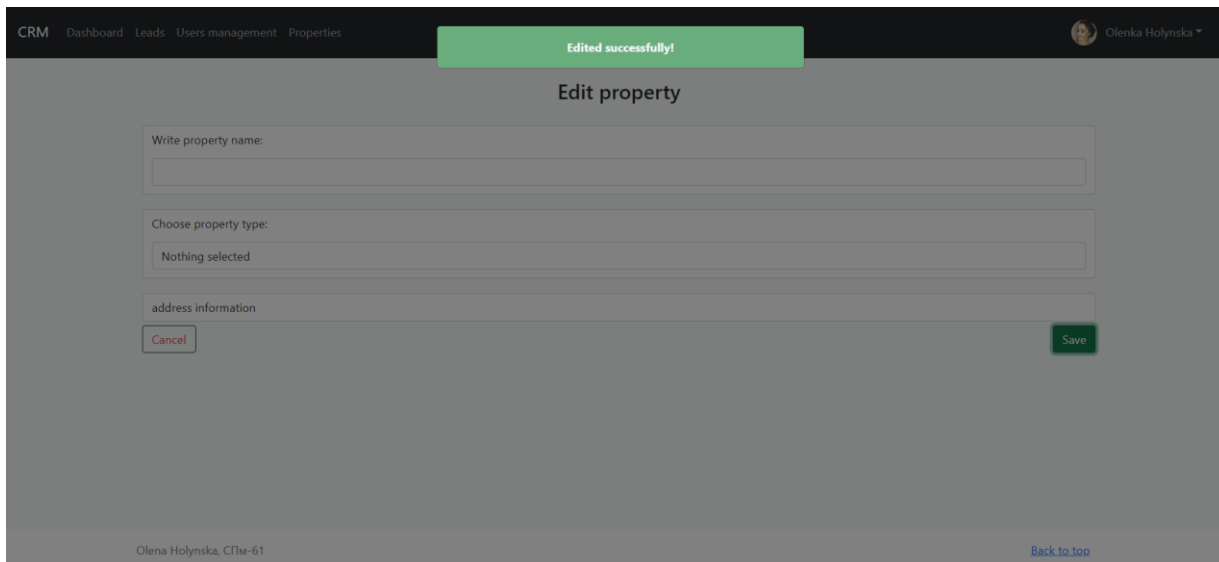 CRM Dashboard Leads Users management Properties Olenka Holynska
Edited successfully!
Edit property
Write property name:
Choose property type:
Nothing selected
address information
Cancel Save
Olena Holynska, СПм-61 Back to top